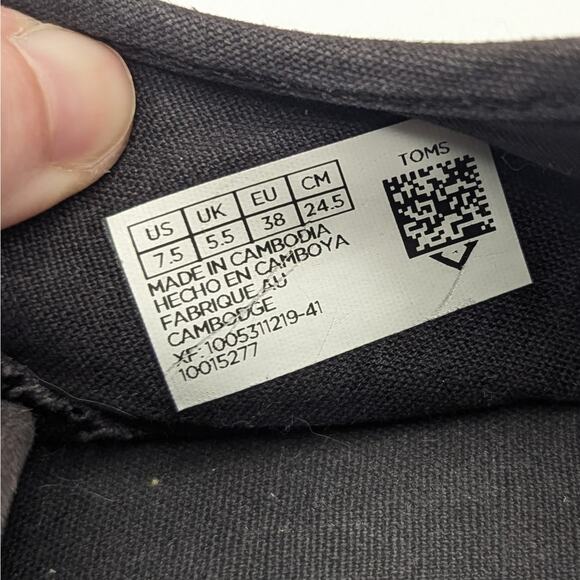 US UK EU CM
7.5 5.5 38 24.5
MADE IN CAMBODIA
HECHO EN CAMBOYA
FABRIQUE AU
CAMBODGE
XF: 1005311219-41
10015277
TOMS